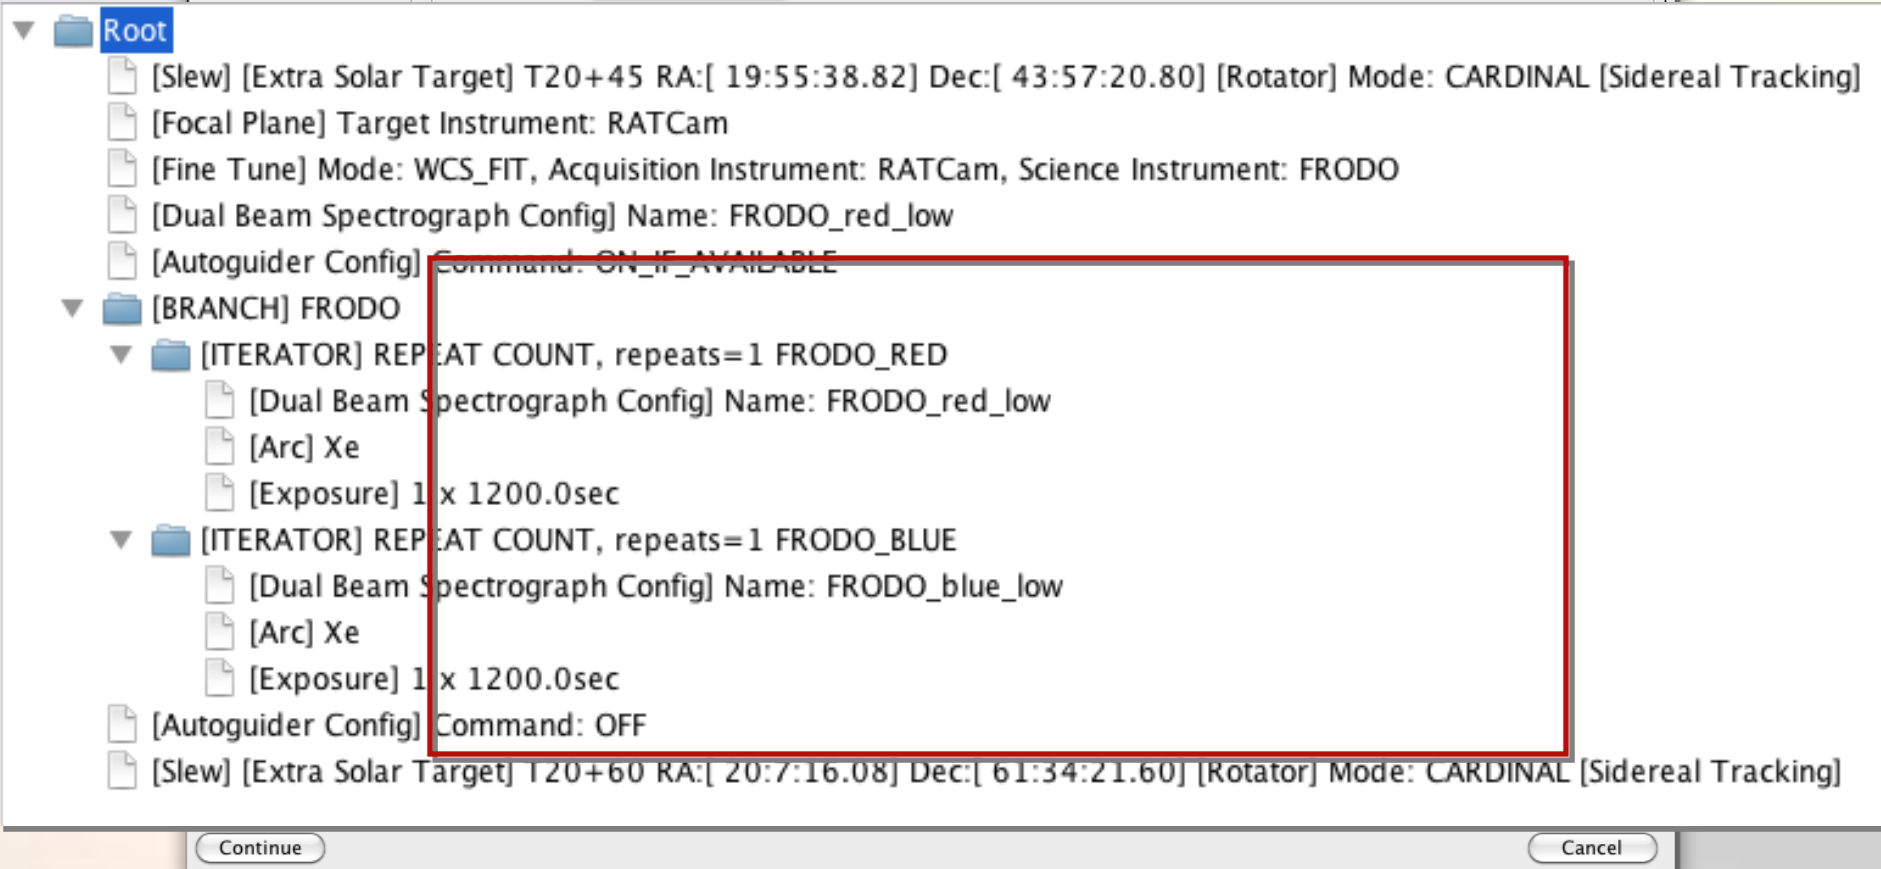 Root
[Slew] [Extra Solar Target] T20+45 RA:[ 19:55:38.82] Dec:[ 43:57:20.80] [Rotator] Mode: CARDINAL [Sidereal Tracking]
[Focal Plane] Target Instrument: RATCam
[Fine Tune] Mode: WCS_FIT, Acquisition Instrument: RATCam, Science Instrument: FRODO
[Dual Beam Spectrograph Config] Name: FRODO_red_low
[Autoguider Config] Command: ON_IF_AVAILABLE
[BRANCH] FRODO
[ITERATOR] REPEAT COUNT, repeats=1 FRODO_RED
[Dual Beam Spectrograph Config] Name: FRODO_red_low
[Arc] Xe
[Exposure] 1 x 1200.0sec
[ITERATOR] REPEAT COUNT, repeats=1 FRODO_BLUE
[Dual Beam Spectrograph Config] Name: FRODO_blue_low
[Arc] Xe
[Exposure] 1 x 1200.0sec
[Autoguider Config] Command: OFF
[Slew] [Extra Solar Target] T20+60 RA:[ 20:7:16.08] Dec:[ 61:34:21.60] [Rotator] Mode: CARDINAL [Sidereal Tracking]
Continue
Cancel